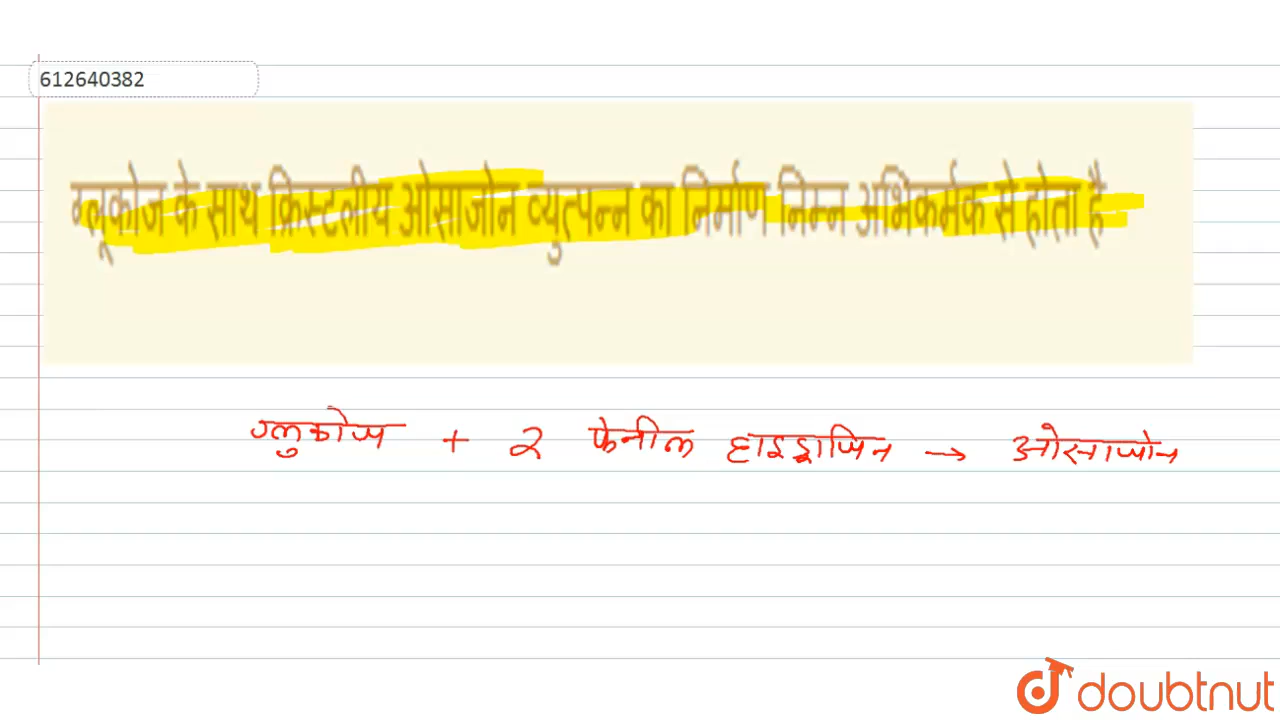 612640382
ग्लूकोज के साथ क्रिस्टलीय ओसाजोन व्युत्पन्न का निर्माण निम्न अभिकर्मक से होता है
ग्लुकोज + 2 फेनील हाइड्राजिन → ओसाजोन
doubtnut